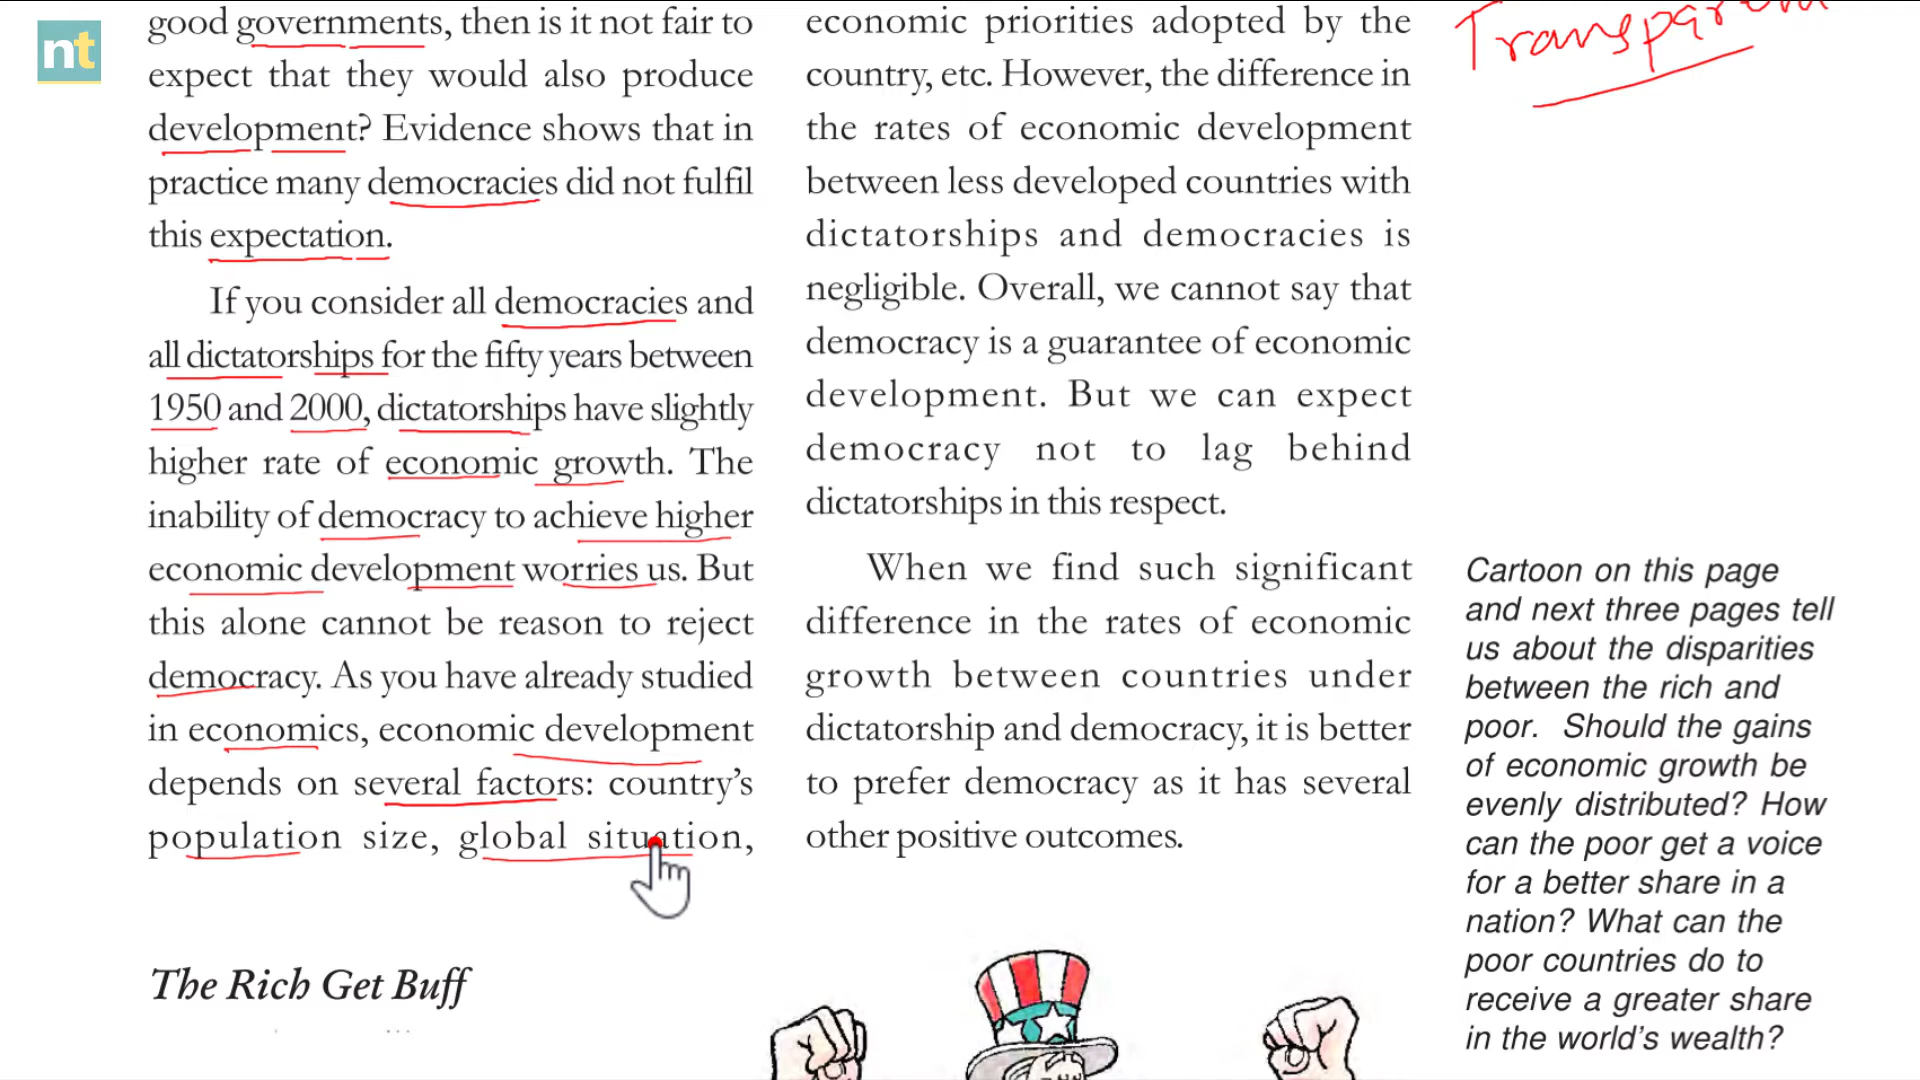 nt
good governments, then is it not fair to
expect that they would also produce
development? Evidence shows that in
practice many democracies did not fulfil
this expectation.
If you consider all democracies and
all dictatorships for the fifty years between
1950 and 2000, dictatorships have slightly
higher rate of economic growth. The
inability of democracy to achieve higher
economic development worries us. But
this alone cannot be reason to reject
democracy. As you have already studied
in economics, economic development
depends on several factors: country’s
population size, global situation,
economic priorities adopted by the
country, etc. However, the difference in
the rates of economic development
between less developed countries with
dictatorships and democracies is
negligible. Overall, we cannot say that
democracy is a guarantee of economic
development. But we can expect
democracy not to lag behind
dictatorships in this respect.
When we find such significant
difference in the rates of economic
growth between countries under
dictatorship and democracy, it is better
to prefer democracy as it has several
other positive outcomes.
Cartoon on this page
and next three pages tell
us about the disparities
between the rich and
poor. Should the gains
of economic growth be
evenly distributed? How
can the poor get a voice
for a better share in a
nation? What can the
poor countries do to
receive a greater share
in the world’s wealth?
The Rich Get Buff